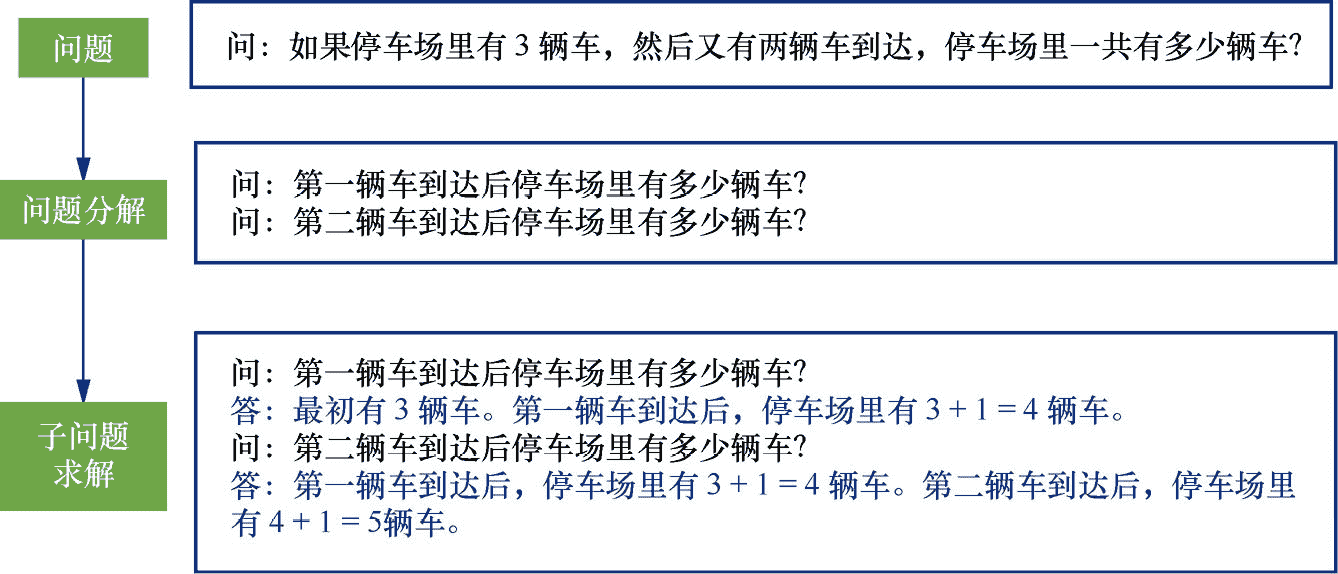 问题
问：如果停车场里有 3 辆车，然后又有两辆车到达，停车场里一共有多少辆车？
问题分解
问：第一辆车到达后停车场里有多少辆车？
问：第二辆车到达后停车场里有多少辆车？
子问题
求解
问：第一辆车到达后停车场里有多少辆车？
答：最初有 3 辆车。第一辆车到达后，停车场里有 3 + 1 = 4 辆车。
问：第二辆车到达后停车场里有多少辆车？
答：第一辆车到达后，停车场里有 3 + 1 = 4 辆车。第二辆车到达后，停车场里
有 4 + 1 = 5辆车。